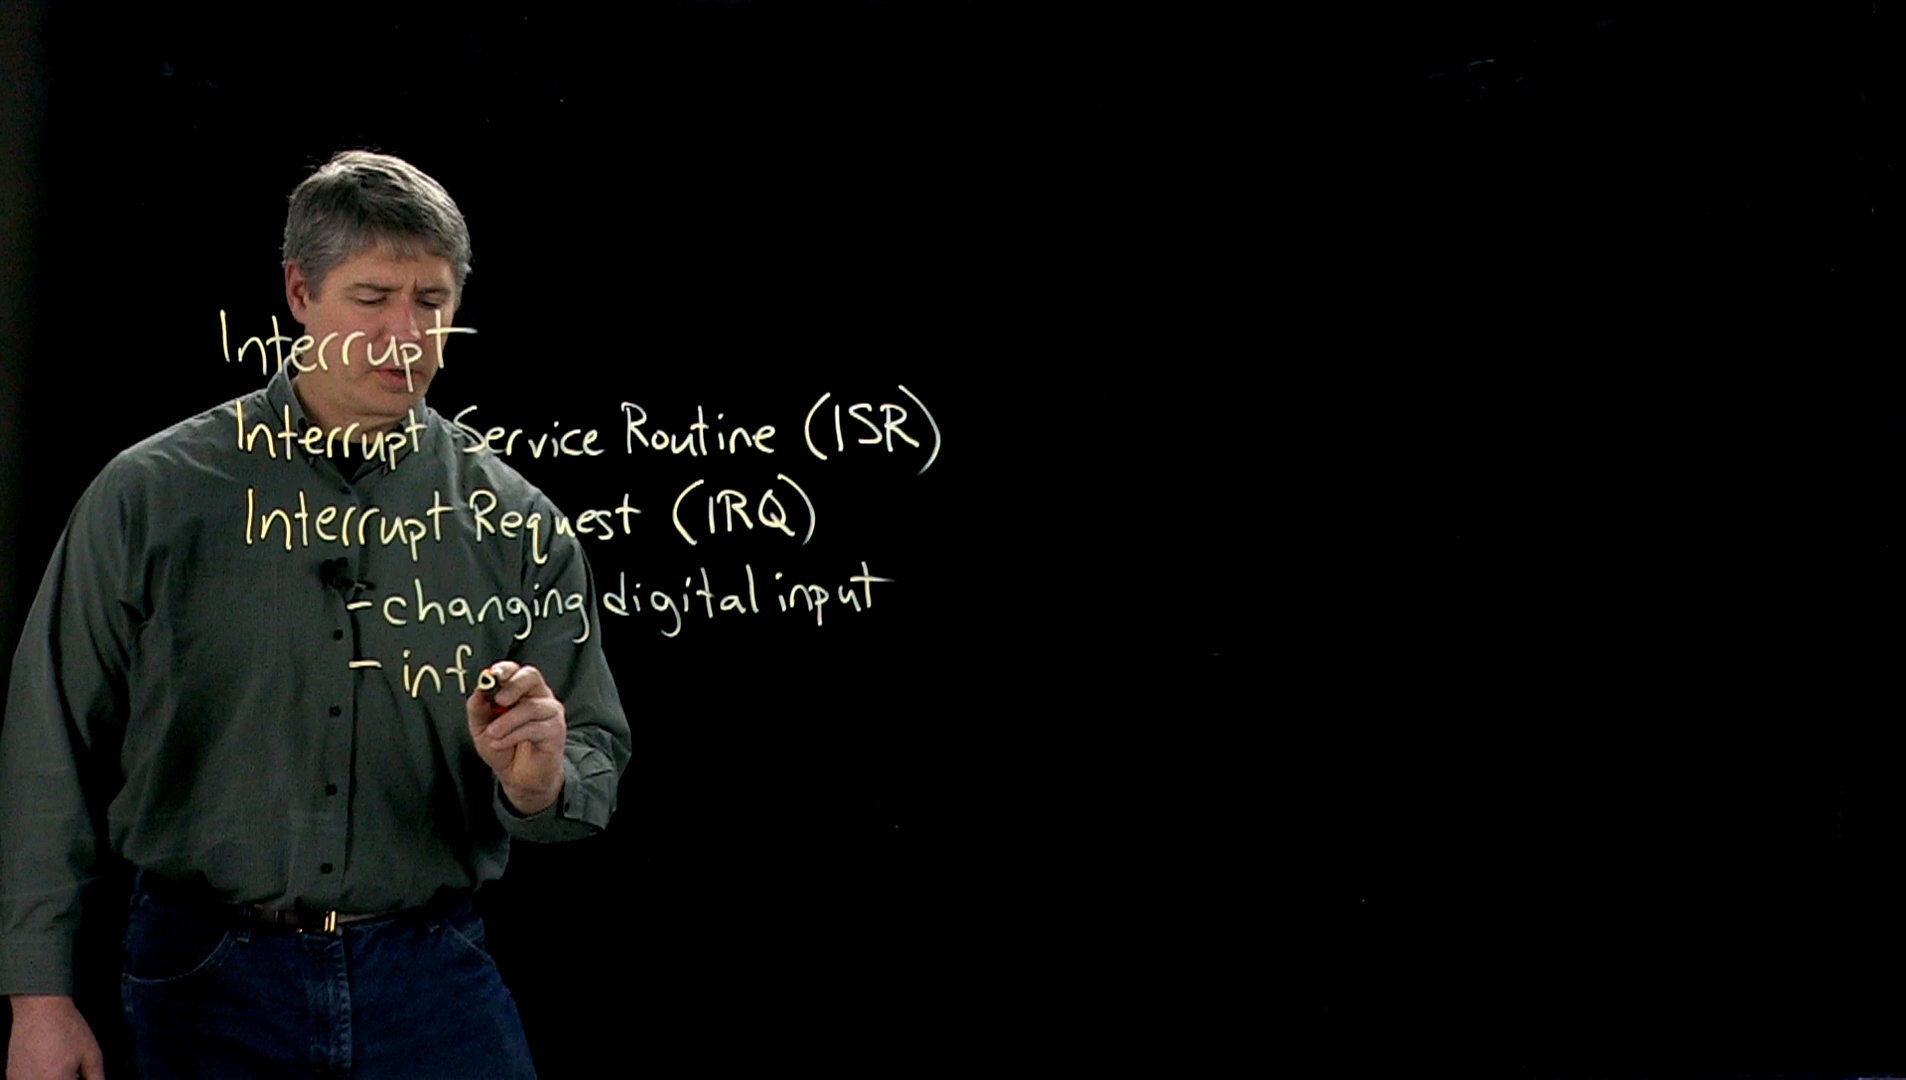 Interrupt
Interrupt Service Routine (ISR)
Interrupt Request (IRQ)
- changing digital input
- info